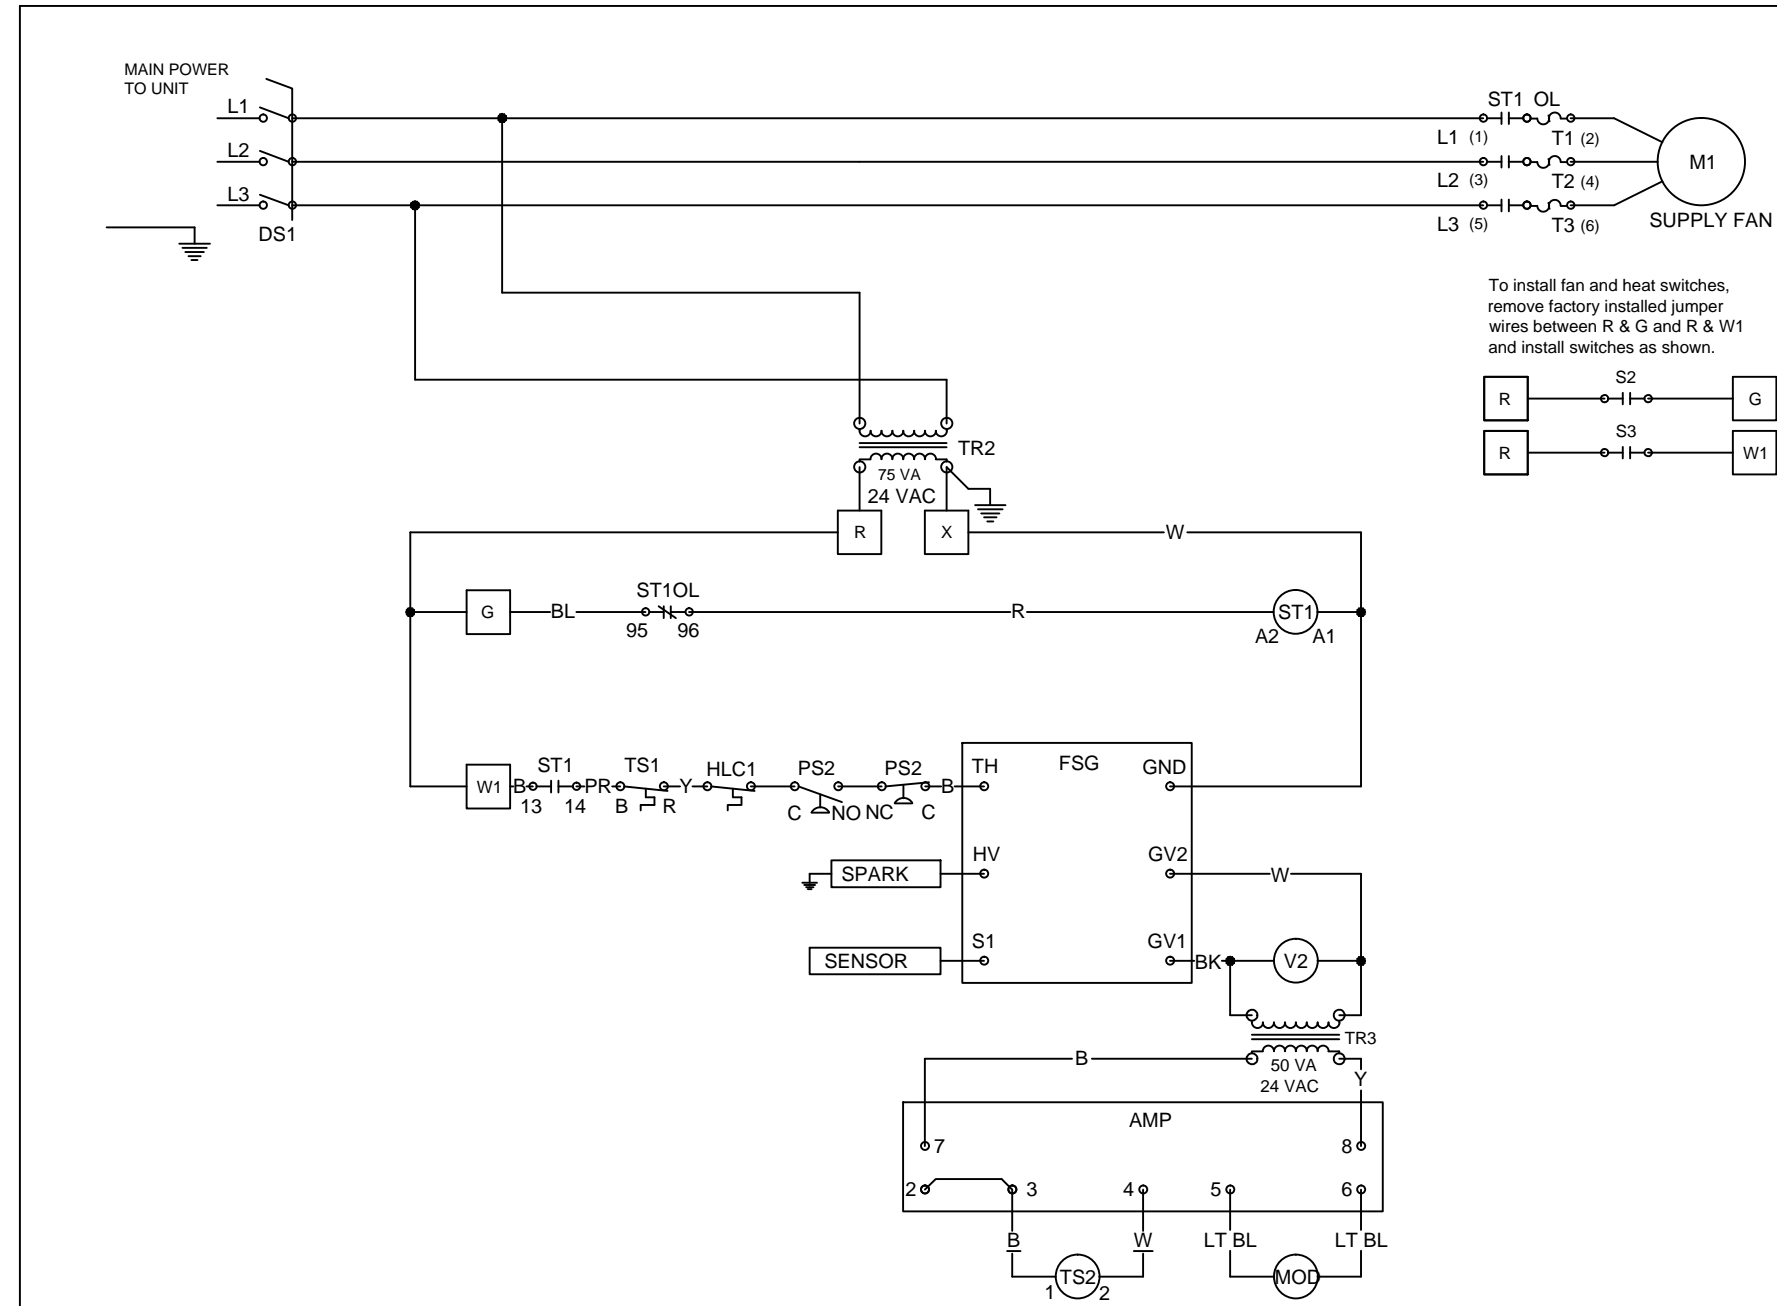 MAIN POWER
TO UNIT
L1
L2
L3
DS1
ST1 OL
L1 (1) T1 (2)
L2 (3) T2 (4)
L3 (5) T3 (6)
M1
SUPPLY FAN
To install fan and heat switches,
remove factory installed jumper
wires between R & G and R & W1
and install switches as shown.
S2
R G
S3
R W1
TR2
75 VA
24 VAC
R X W
ST1OL
G BL R ST1
95 96 A2 A1
ST1 TS1 HLC1 PS2 PS2
W1 B PR Y B
13 14 B R C NO NC C
TH FSG GND
HV GV2
SPARK W
S1 GV1
SENSOR BK V2
TR3
B 50 VA
24 VAC Y
AMP
7 8
2 3 4 5 6
B W LT BL LT BL
1 TS2 2 MOD